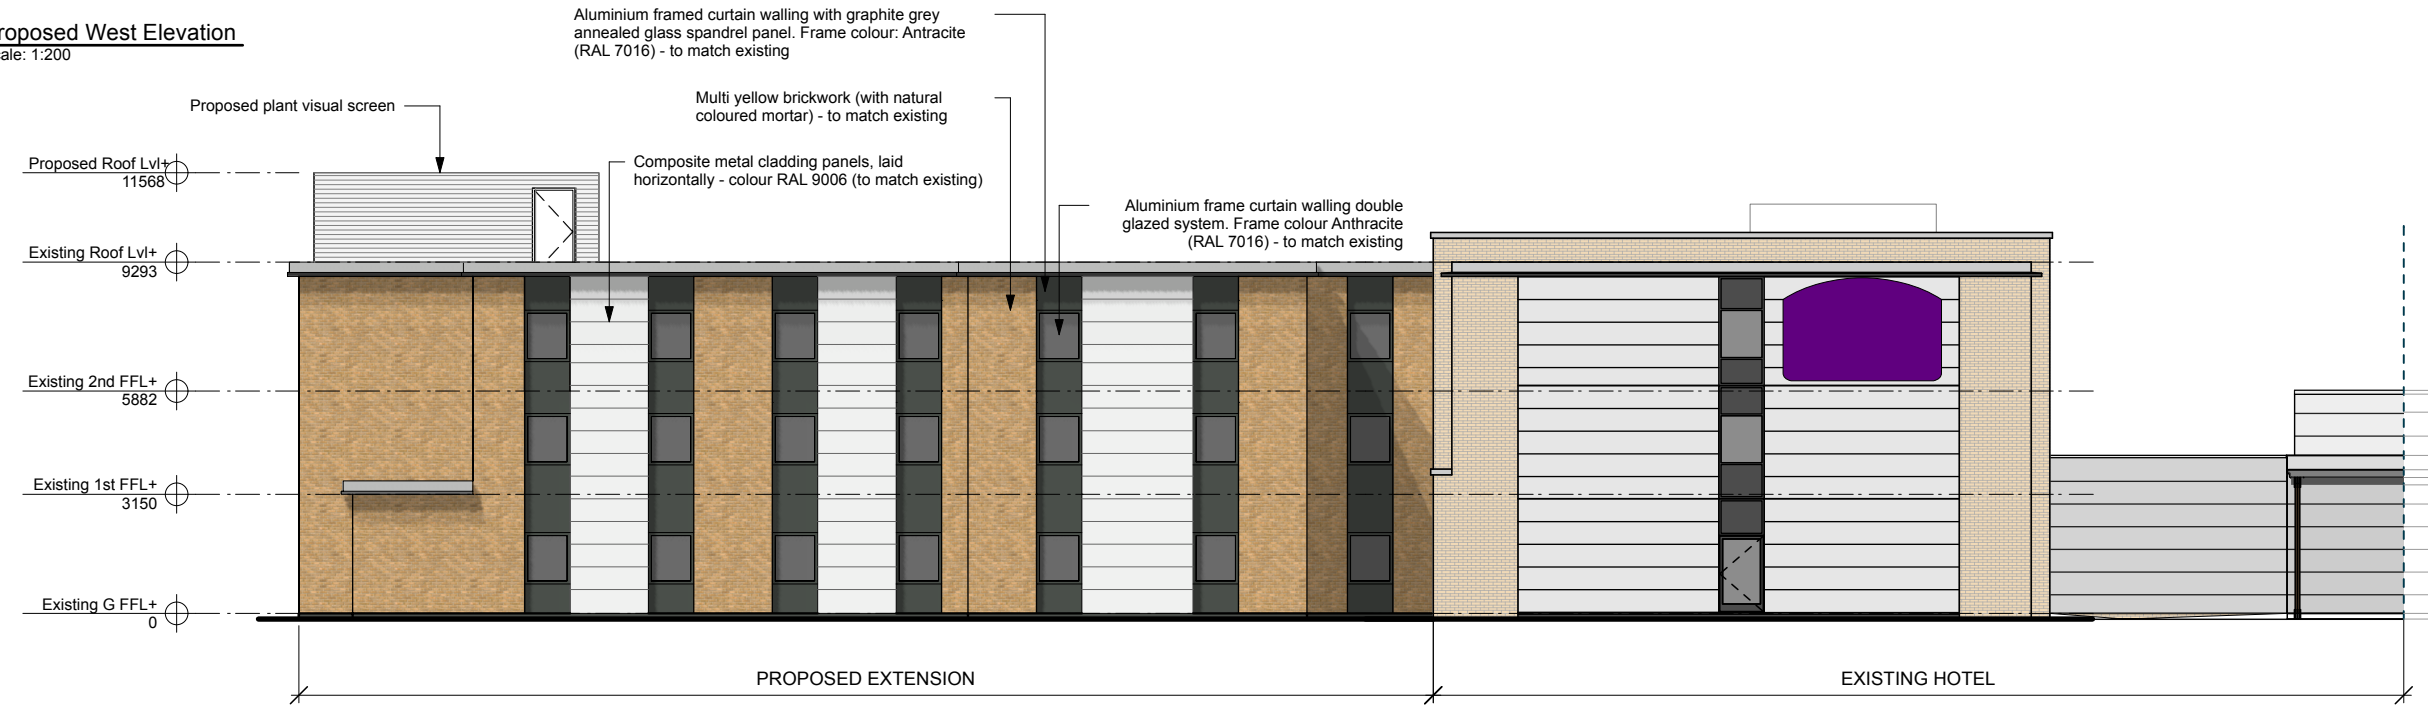 roposed West Elevation
ale: 1:200
Aluminium framed curtain walling with graphite grey
annealed glass spandrel panel. Frame colour: Antracite
(RAL 7016) - to match existing
Proposed plant visual screen
Multi yellow brickwork (with natural
coloured mortar) - to match existing
Composite metal cladding panels, laid
horizontally - colour RAL 9006 (to match existing)
Aluminium frame curtain walling double
glazed system. Frame colour Anthracite
(RAL 7016) - to match existing
Proposed Roof Lvl+
11568
Existing Roof Lvl+
9293
Existing 2nd FFL+
5882
Existing 1st FFL+
3150
Existing G FFL+
0
PROPOSED EXTENSION
EXISTING HOTEL